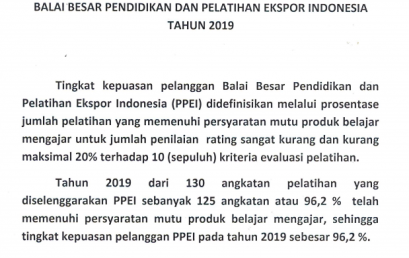 BALAI BESAR PENDIDIKAN DAN PELATIHAN EKSPOR INDONESIA
TAHUN 2019
Tingkat kepuasan pelanggan Balai Besar Pendidikan dan
Pelatihan Ekspor Indonesia (PPEI) didefinisikan melalui prosentase
jumlah pelatihan yang memenuhi persyaratan mutu produk belajar
mengajar untuk jumlah penilaian rating sangat kurang dan kurang
maksimal 20% terhadap 10 (sepuluh) kriteria evaluasi pelatihan.
Tahun 2019 dari 130 angkatan pelatihan yang
diselenggarakan PPEI sebanyak 125 angkatan atau 96,2 % telah
memenuhi persyaratan mutu produk belajar mengajar, sehingga
tingkat kepuasan pelanggan PPEI pada tahun 2019 sebesar 96,2 %.